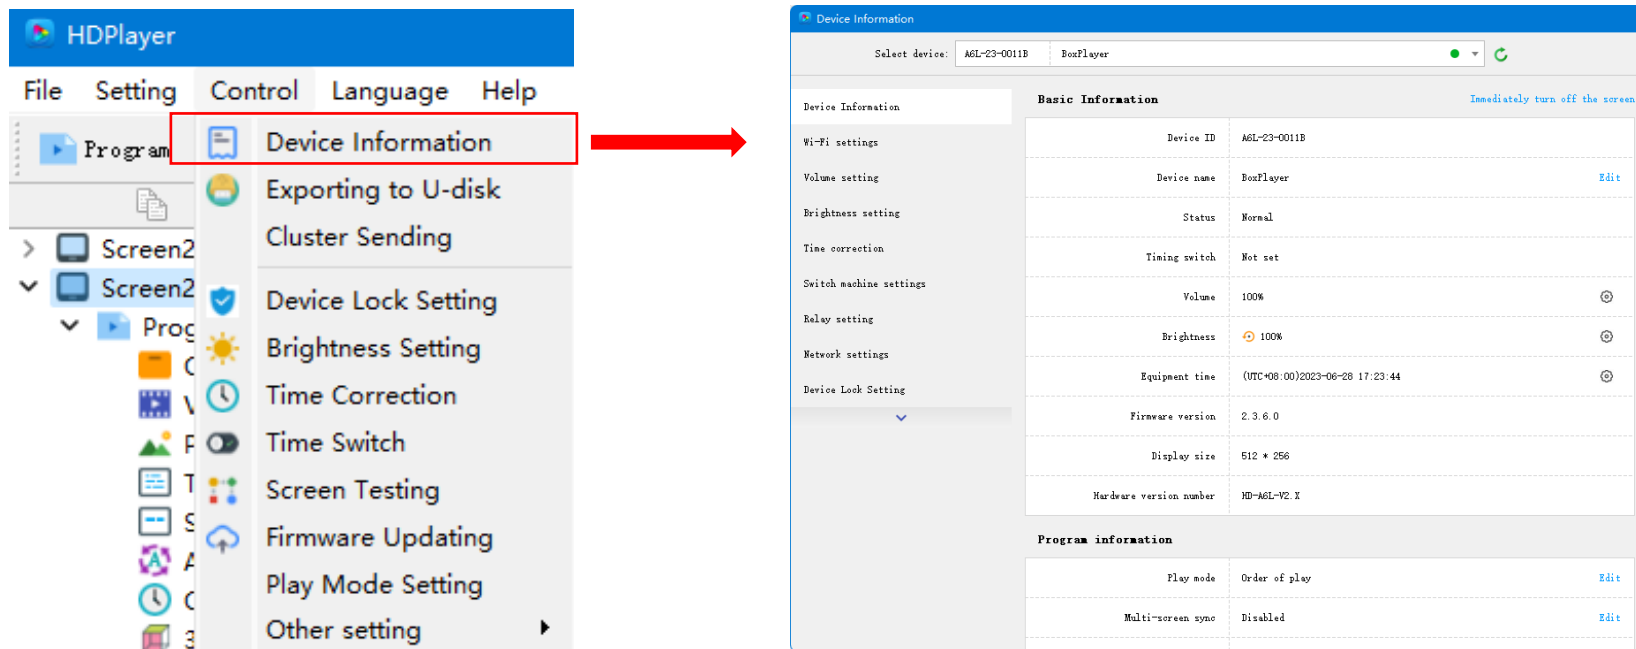 HDPlayer
File Setting Control Language Help
Program
Device Information
Exporting to U-disk
Cluster Sending
Screen2
Screen2
Device Lock Setting
Prog
Brightness Setting
Time Correction
Time Switch
Screen Testing
Firmware Updating
Play Mode Setting
Other setting
Device Information
Select device: A6L-23-0011B BoxPlayer
Device Information
Wi-Fi settings
Volume setting
Brightness setting
Time correction
Switch machine settings
Relay setting
Network settings
Device Lock Setting
Basic Information Immediately turn off the screen
Device ID A6L-23-0011B
Device name BoxPlayer Edit
Status Normal
Timing switch Not set
Volume 100%
Brightness 100%
Equipment time (UTC+08:00)2023-06-28 17:23:44
Firmware version 2.3.6.0
Display size 512 * 256
Hardware version number HD-A6L-V2.X
Program information
Play mode Order of play Edit
Multi-screen sync Disabled Edit